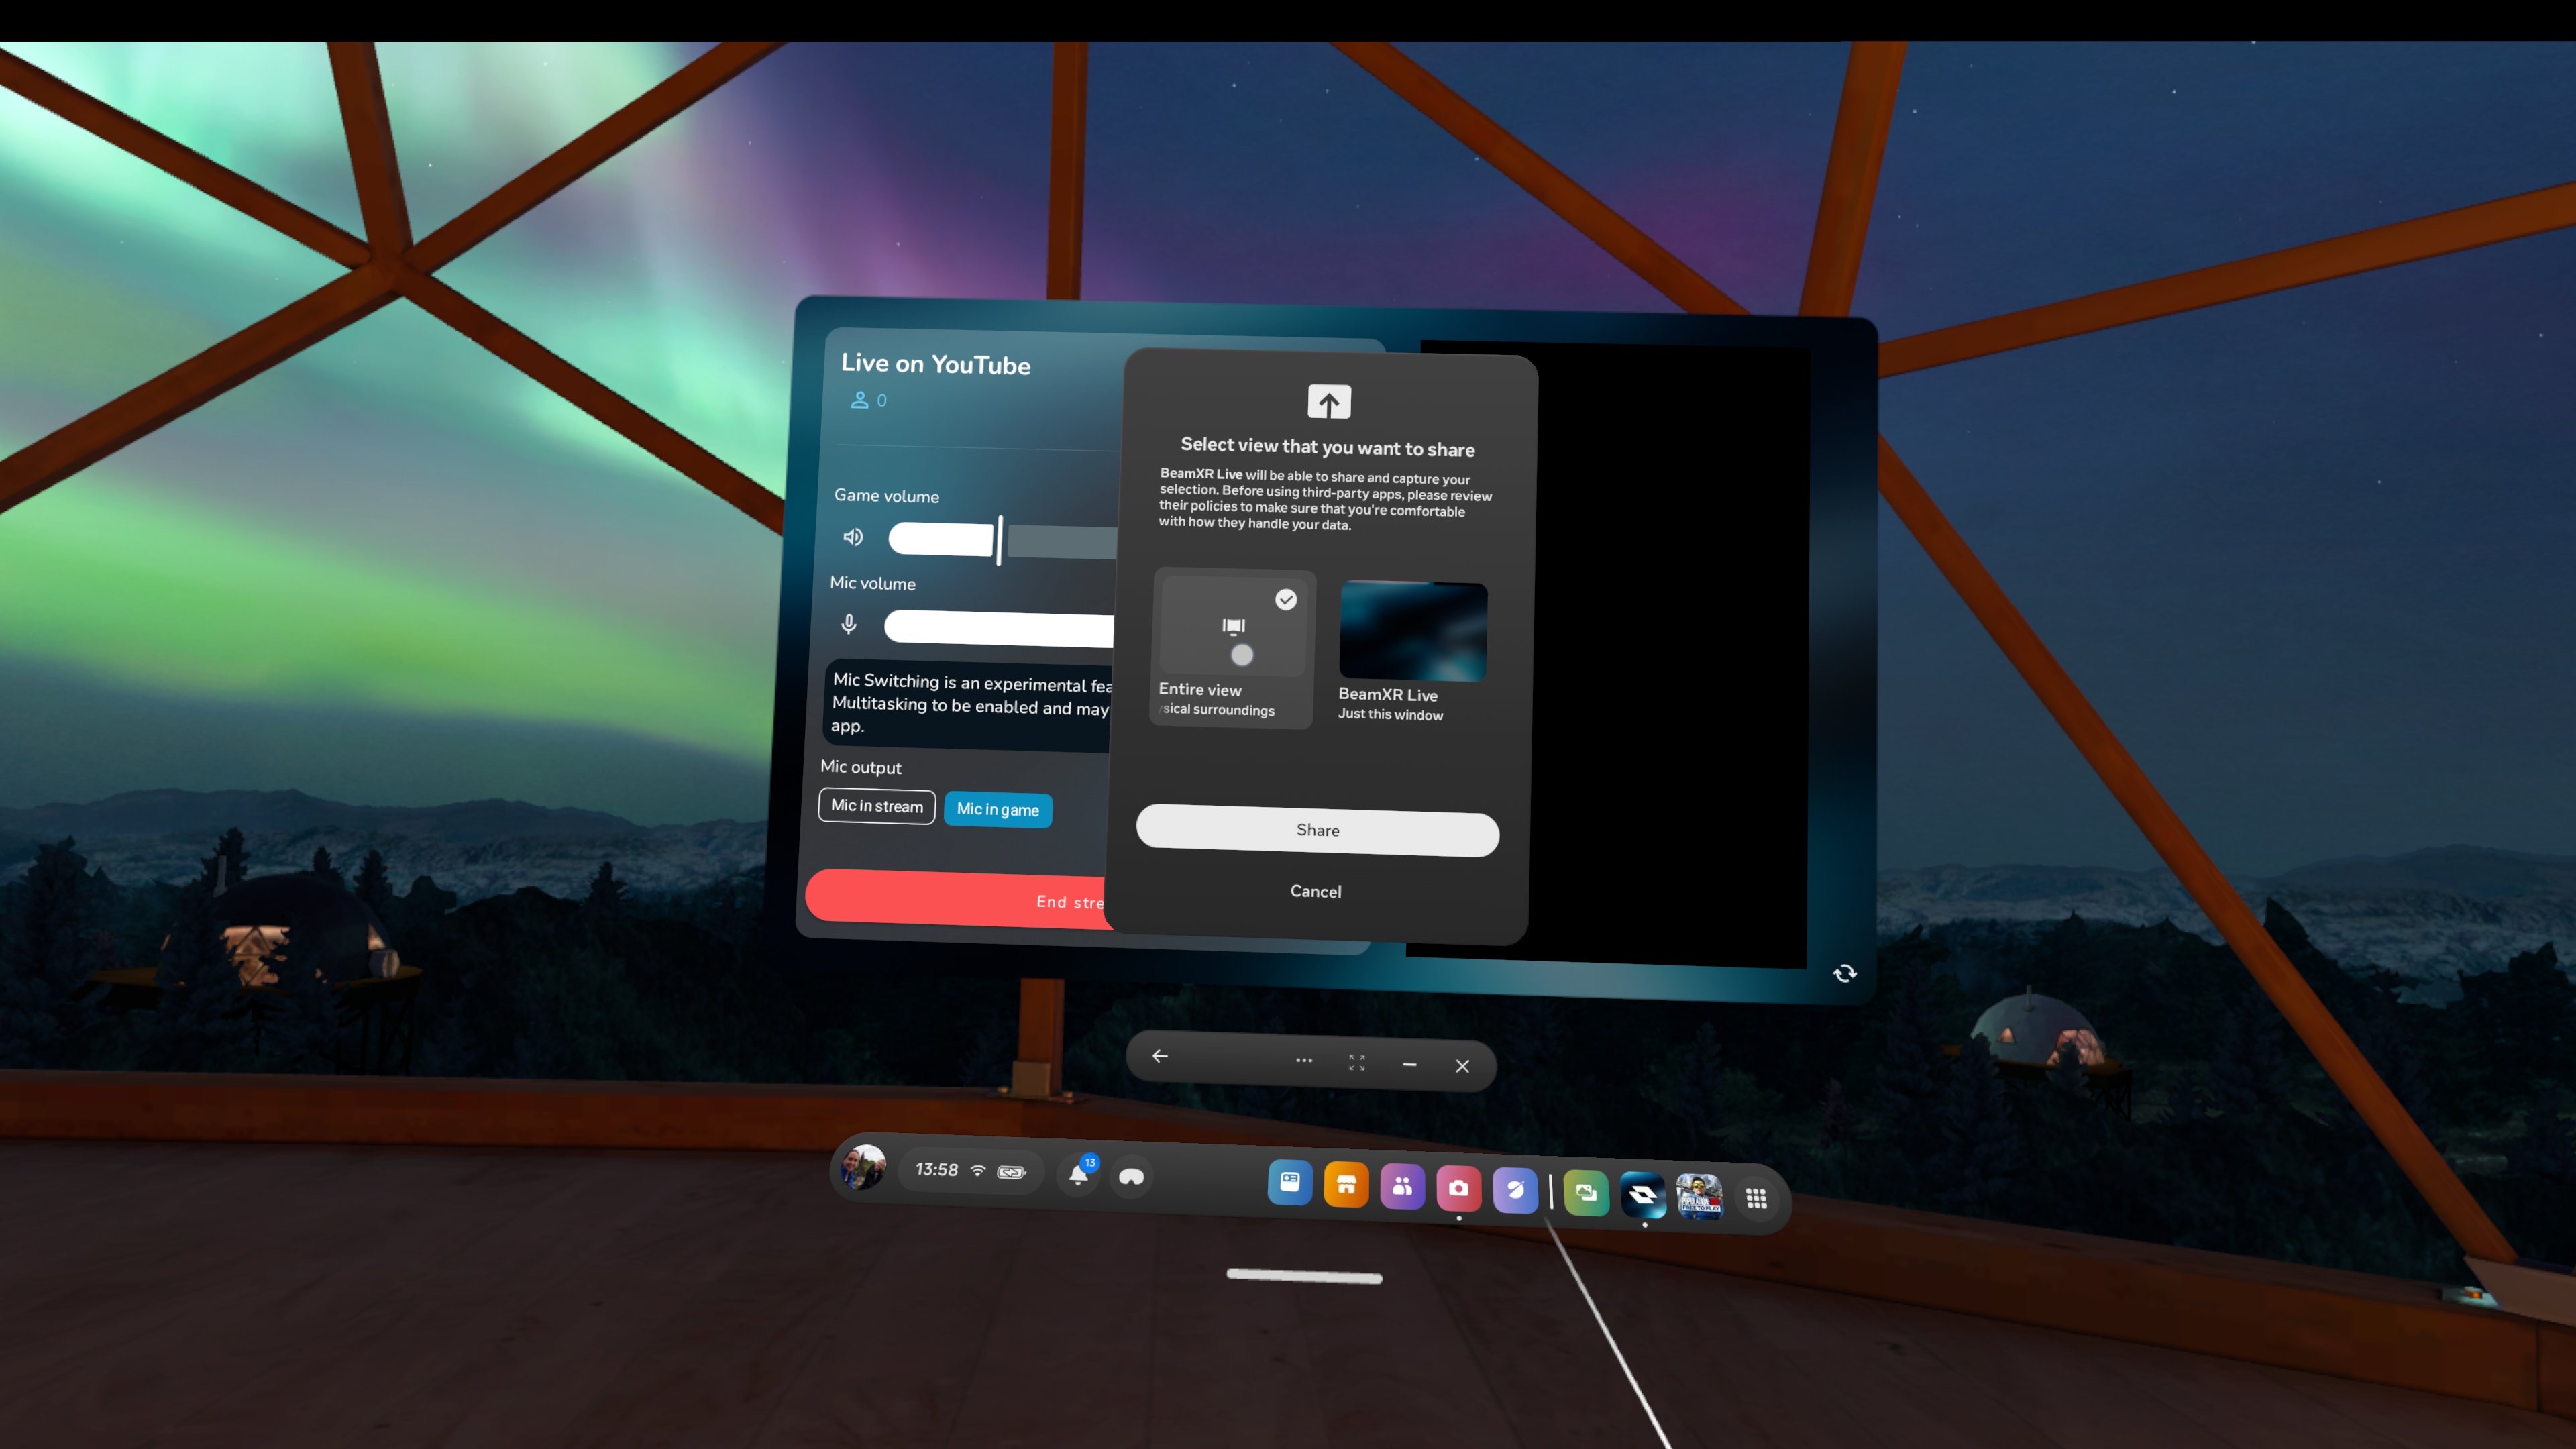 Live on YouTube
0
Game volume
Mic volume
Mic Switching is an experimental fea
Multitasking to be enabled and may
app.
Mic output
Mic in stream
Mic in game
End stre
Select view that you want to share
BeamXR Live will be able to share and capture your
selection. Before using third-party apps, please review
their policies to make sure that you're comfortable
with how they handle your data.
Entire view
sical surroundings
BeamXR Live
Just this window
Share
Cancel
13:58
13
POPULATION
FREE TO PLAY